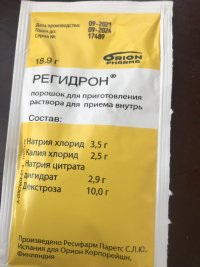 Дата производства: 09-2021
Годен до: 09-2024
Серия №: 17489
ORION
PHARMA
18,9 г
РЕГИДРОН®
порошок для приготовления
раствора для приема внутрь
Состав:
Натрия хлорид 3,5 г
Калия хлорид 2,5 г
Натрия цитрата
дигидрат 2,9 г
Декстроза 10,0 г
Произведено Ресифарм Паретс С.Л.Ю.
Испания для Орион Корпорейшн,
Финляндия